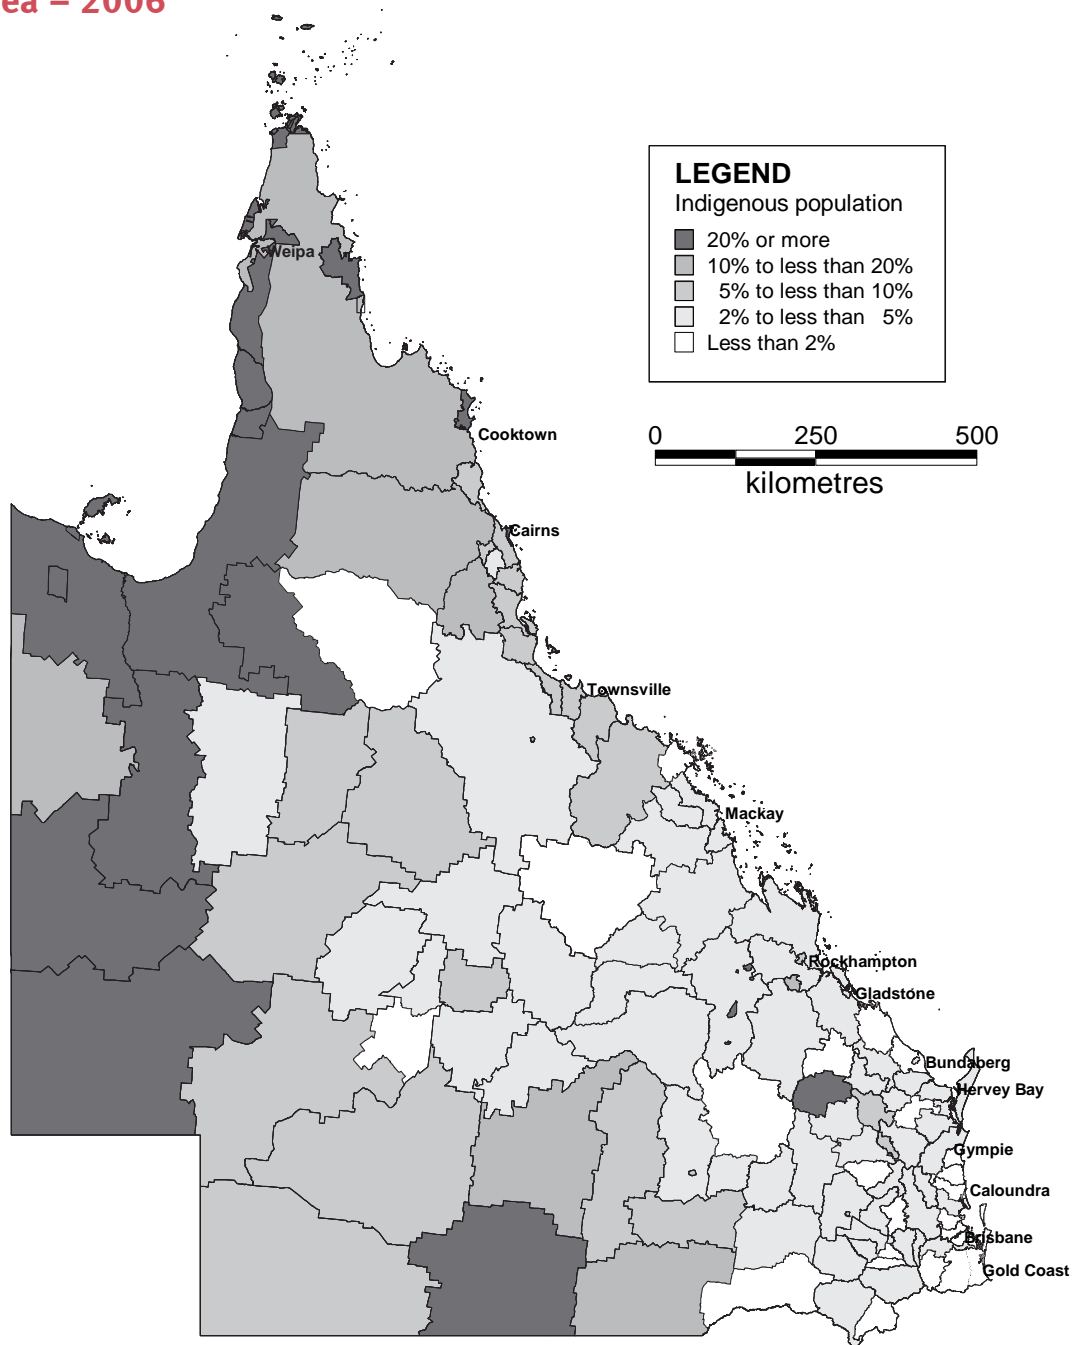 ea – 2006
LEGEND
Indigenous population
20% or more
10% to less than 20%
5% to less than 10%
2% to less than 5%
Less than 2%
0 250 500
kilometres
Weipa
Cooktown
Cairns
Townsville
Mackay
Rockhampton
Gladstone
Bundaberg
Hervey Bay
Gympie
Caloundra
Brisbane
Gold Coast